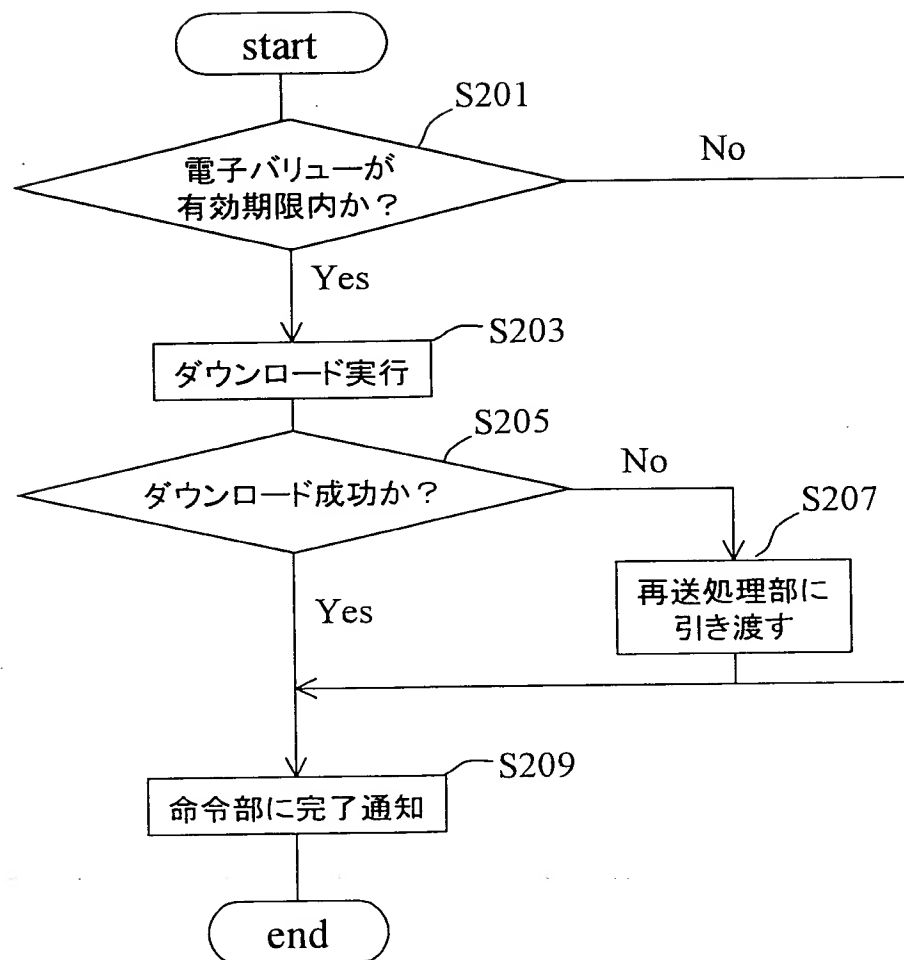 start
S201
電子バリューが
有効期限内か？
No
Yes
S203
ダウンロード実行
S205
ダウンロード成功か？
No
S207
再送処理部に
引き渡す
Yes
S209
命令部に完了通知
end